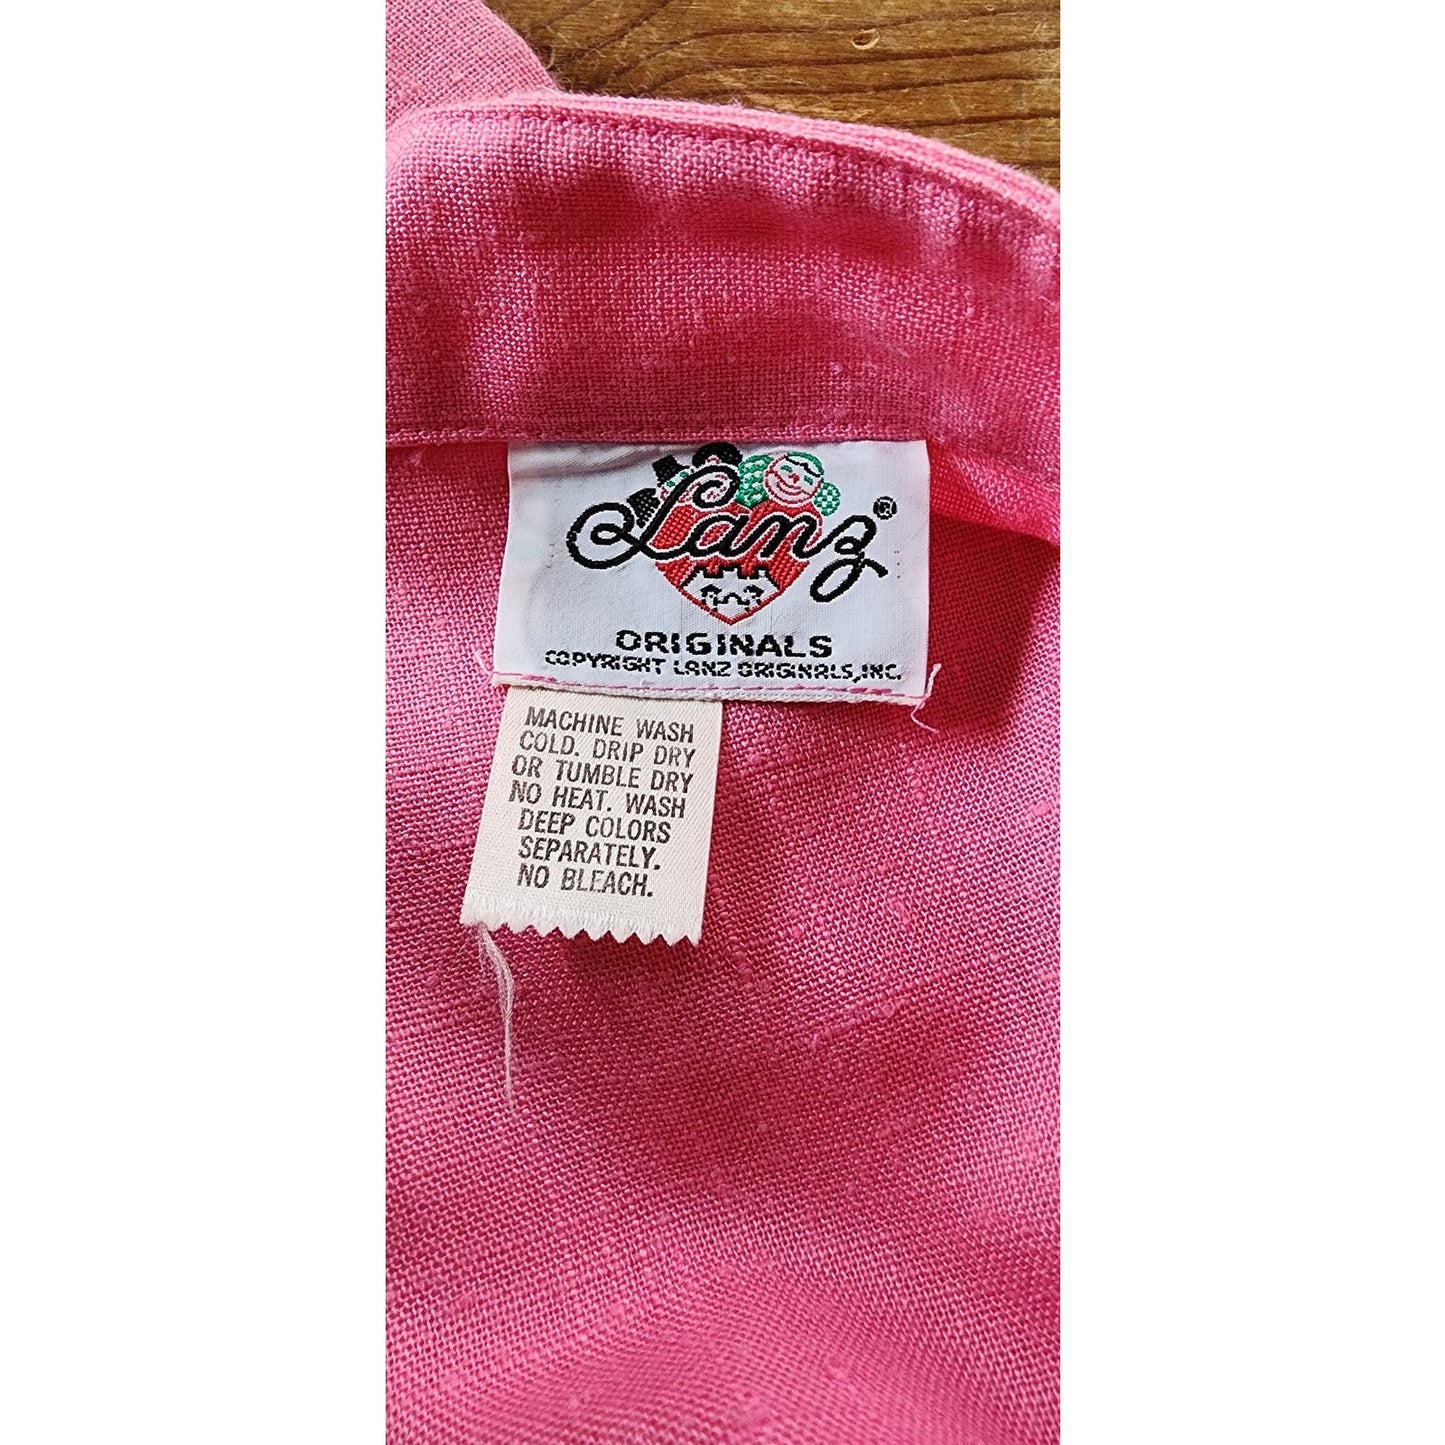 Lanz®
ORIGINALS
COPYRIGHT LANZ ORIGINALS, INC.
MACHINE WASH
COLD. DRIP DRY
OR TUMBLE DRY
NO HEAT. WASH
DEEP COLORS
SEPARATELY.
NO BLEACH.